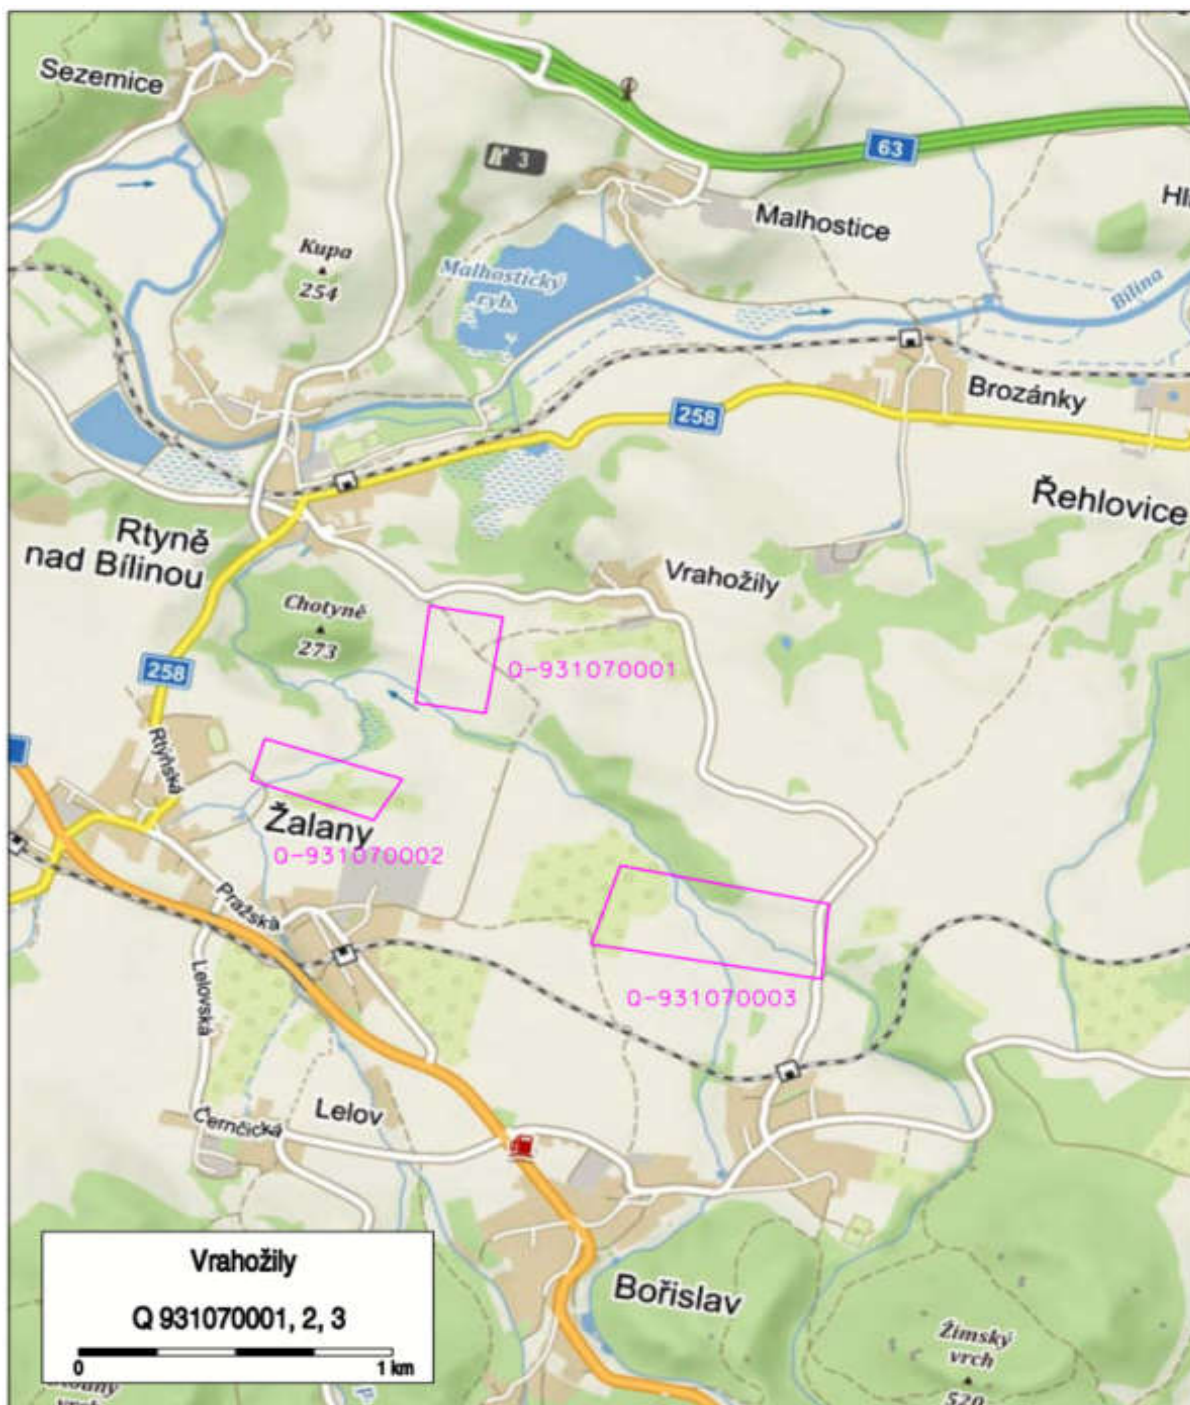 Sezemice
63
3
Malhostice
Kupa
254
Malhostický
ryb.
Bílina
Brozánky
258
Řehlovice
Rtyně
nad Bílinou
Vrahožily
Chotyně
273
Q-931070001
258
Rtyňská
Žalany
Q-931070002
Pražská
Q-931070003
Lelovská
Lelov
Černčická
Bořislav
Žimský
vrch
520
Vrahožily
Q 931070001, 2, 3
0
1 km
vrch